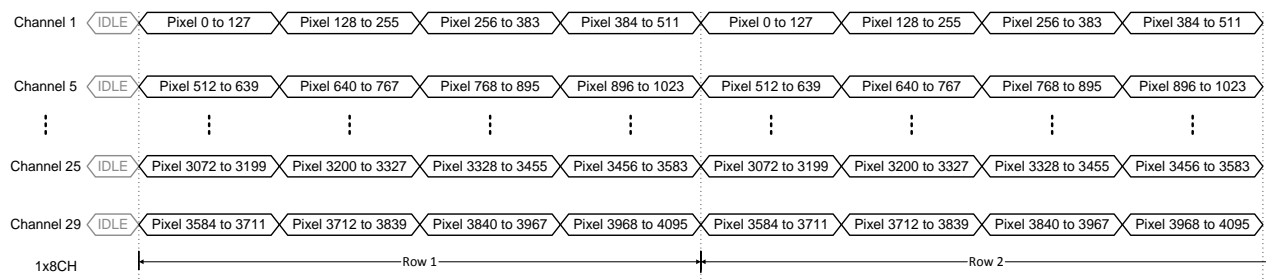 Channel 1 IDLE Pixel 0 to 127 Pixel 128 to 255 Pixel 256 to 383 Pixel 384 to 511 Pixel 0 to 127 Pixel 128 to 255 Pixel 256 to 383 Pixel 384 to 511
Channel 5 IDLE Pixel 512 to 639 Pixel 640 to 767 Pixel 768 to 895 Pixel 896 to 1023 Pixel 512 to 639 Pixel 640 to 767 Pixel 768 to 895 Pixel 896 to 1023
Channel 25 IDLE Pixel 3072 to 3199 Pixel 3200 to 3327 Pixel 3328 to 3455 Pixel 3456 to 3583 Pixel 3072 to 3199 Pixel 3200 to 3327 Pixel 3328 to 3455 Pixel 3456 to 3583
Channel 29 IDLE Pixel 3584 to 3711 Pixel 3712 to 3839 Pixel 3840 to 3967 Pixel 3968 to 4095 Pixel 3584 to 3711 Pixel 3712 to 3839 Pixel 3840 to 3967 Pixel 3968 to 4095
1x8CH Row 1 Row 2